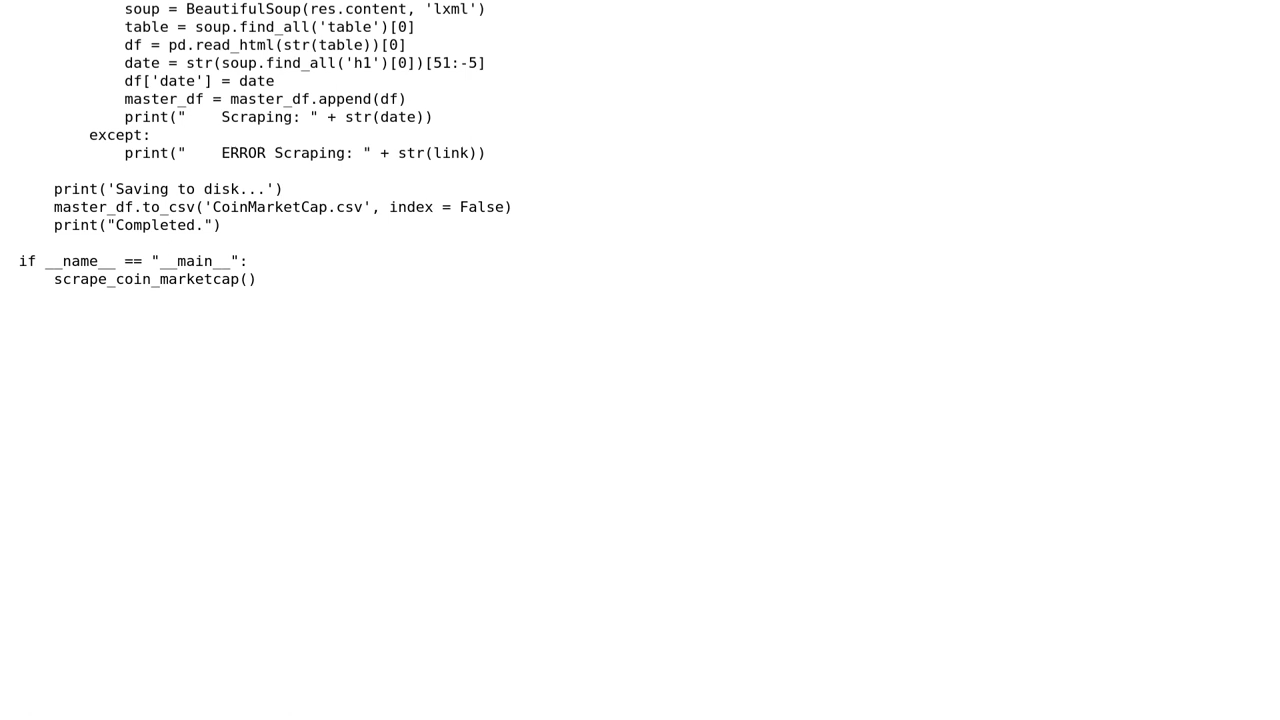 soup = BeautifulSoup(res.content, 'lxml')
table = soup.find_all('table')[0]
df = pd.read_html(str(table))[0]
date = str(soup.find_all('h1')[0])[51:-5]
df['date'] = date
master_df = master_df.append(df)
print("    Scraping: " + str(date))
except:
print("    ERROR Scraping: " + str(link))
print('Saving to disk...')
master_df.to_csv('CoinMarketCap.csv', index = False)
print("Completed.")
if __name__ == "__main__":
scrape_coin_marketcap()